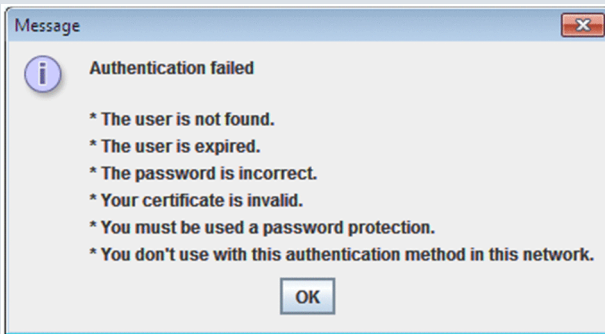 Message
Authentication failed
* The user is not found.
* The user is expired.
* The password is incorrect.
* Your certificate is invalid.
* You must be used a password protection.
* You don't use with this authentication method in this network.
OK